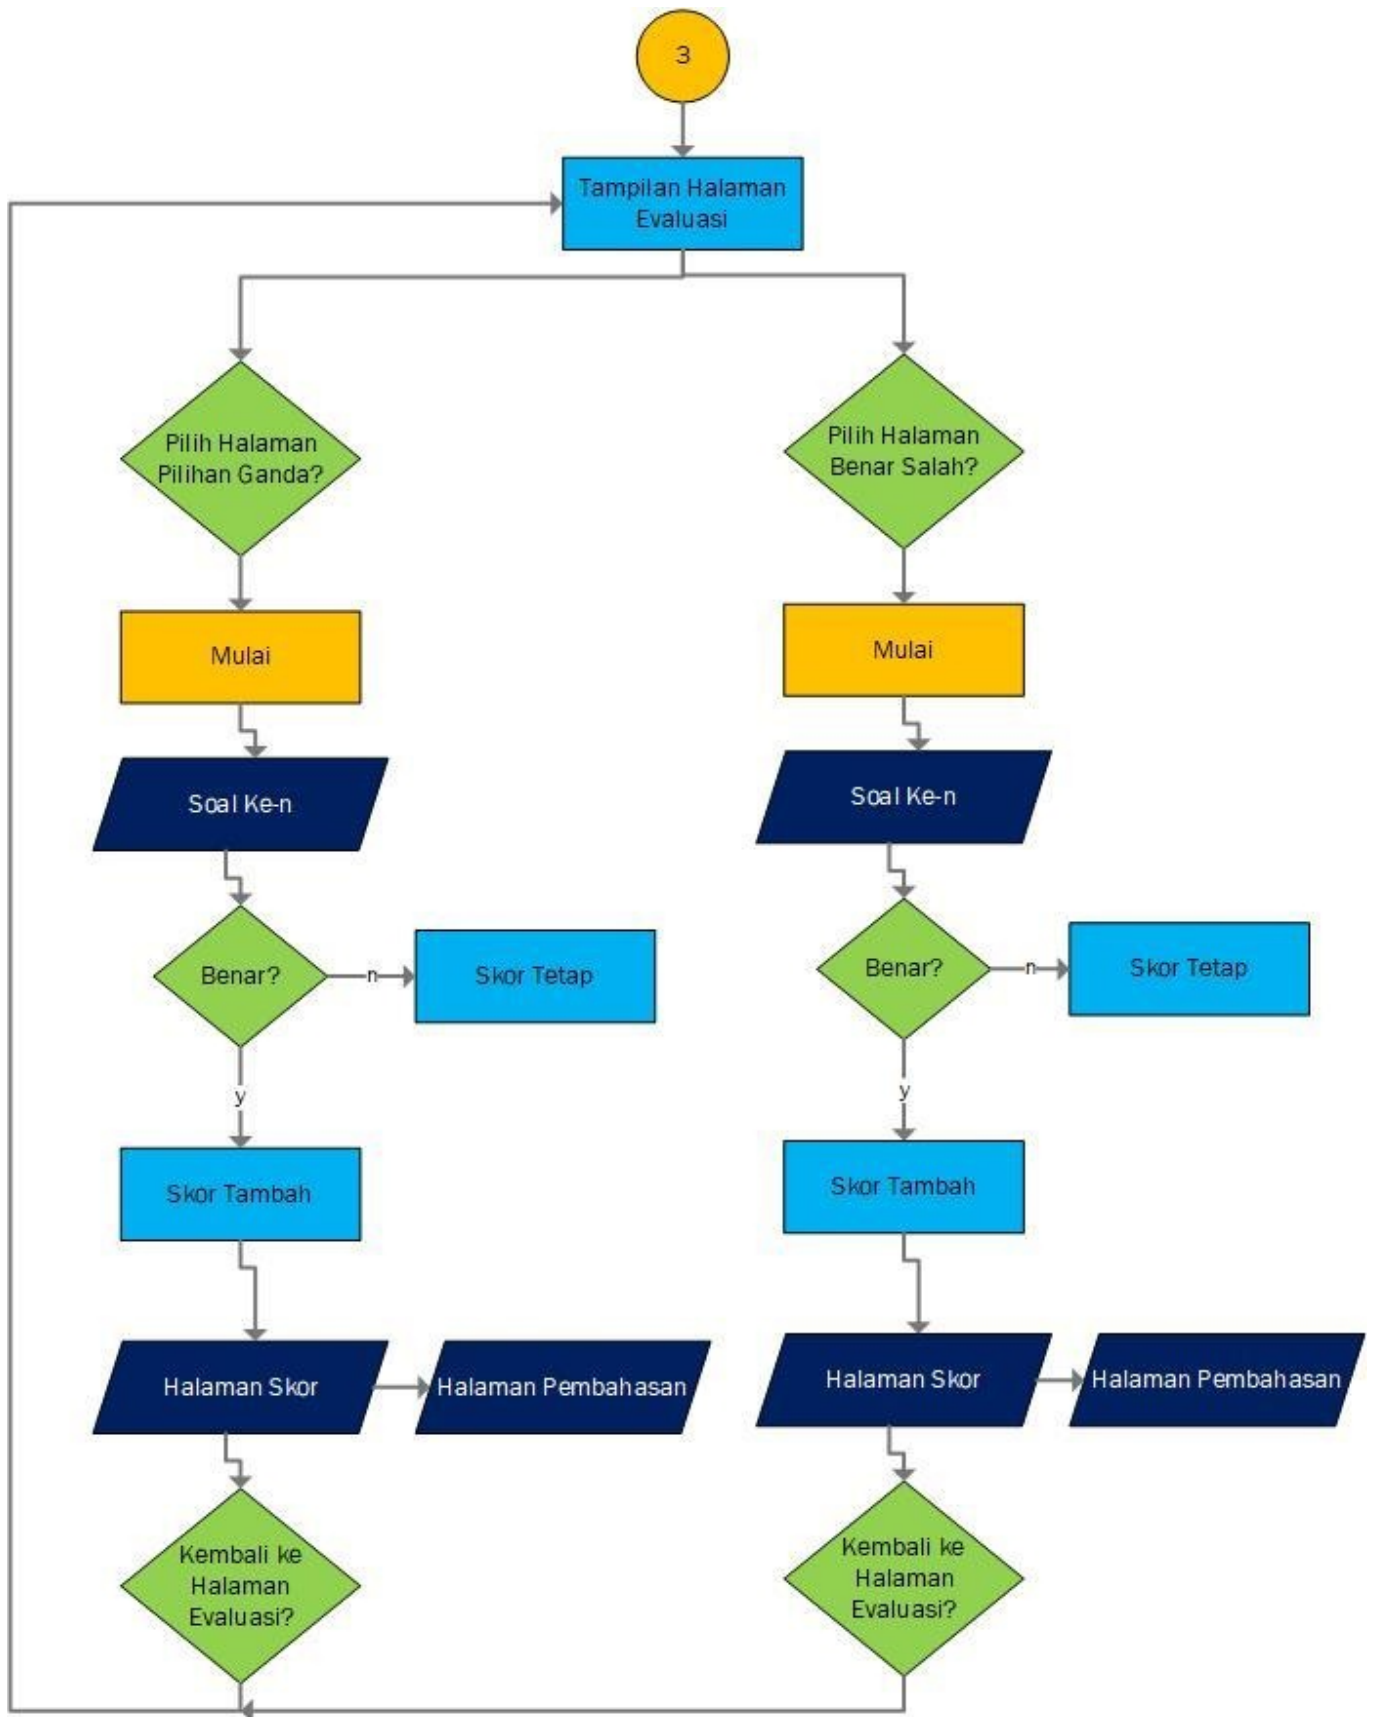 3
Tampilan Halaman
Evaluasi
Pilih Halaman
Pilihan Ganda?
Mulai
Soal Ke-n
Benar?
n
Skor Tetap
y
Skor Tambah
Halaman Skor
Halaman Pembahasan
Kembali ke
Halaman
Evaluasi?
Pilih Halaman
Benar Salah?
Mulai
Soal Ke-n
Benar?
n
Skor Tetap
y
Skor Tambah
Halaman Skor
Halaman Pembahasan
Kembali ke
Halaman
Evaluasi?